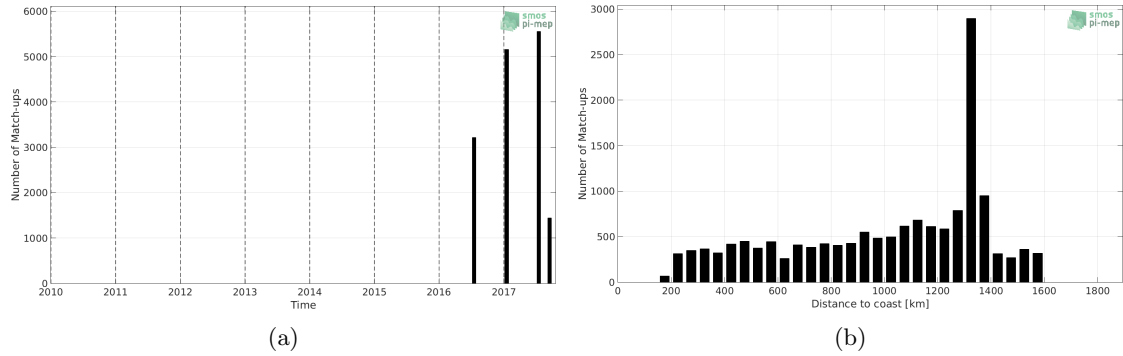 smos
pi-mep
Number of Match-ups
6000
5000
4000
3000
2000
1000
0
2010 2011 2012 2013 2014 2015 2016 2017
Time
(a)
smos
pi-mep
Number of Match-ups
3000
2500
2000
1500
1000
500
0
0 200 400 600 800 1000 1200 1400 1600 1800
Distance to coast [km]
(b)